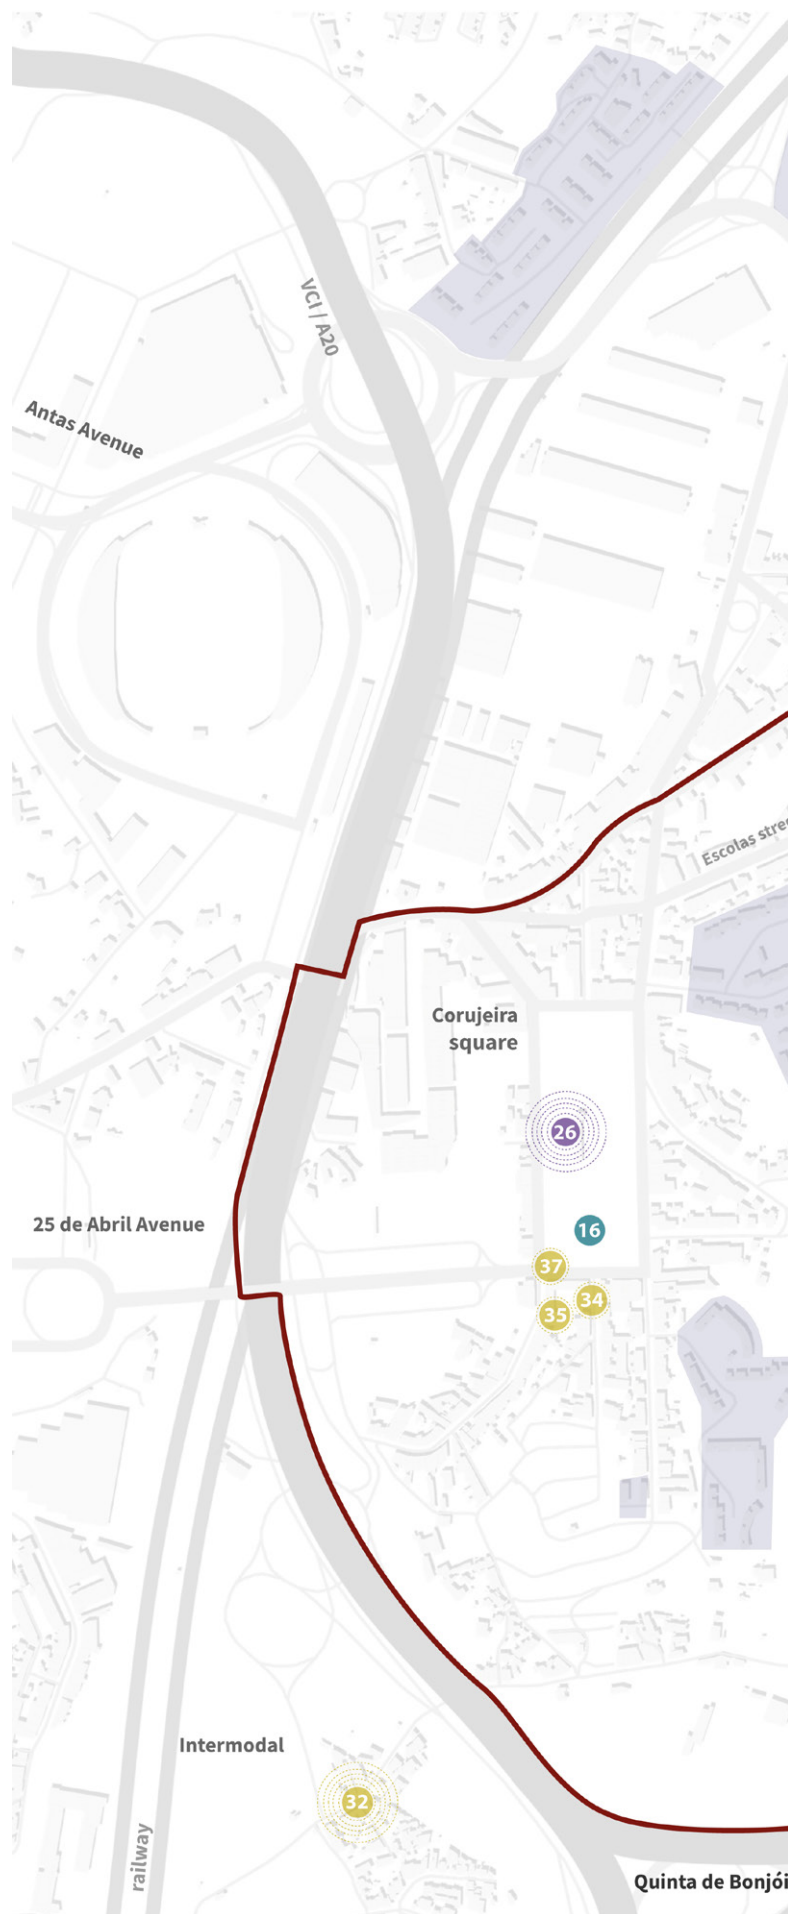 VCI / A20
Antas Avenue
Escolas stree
Corujeira
square
26
25 de Abril Avenue
16
37
34
35
Intermodal
32
railway
Quinta de Bonjói